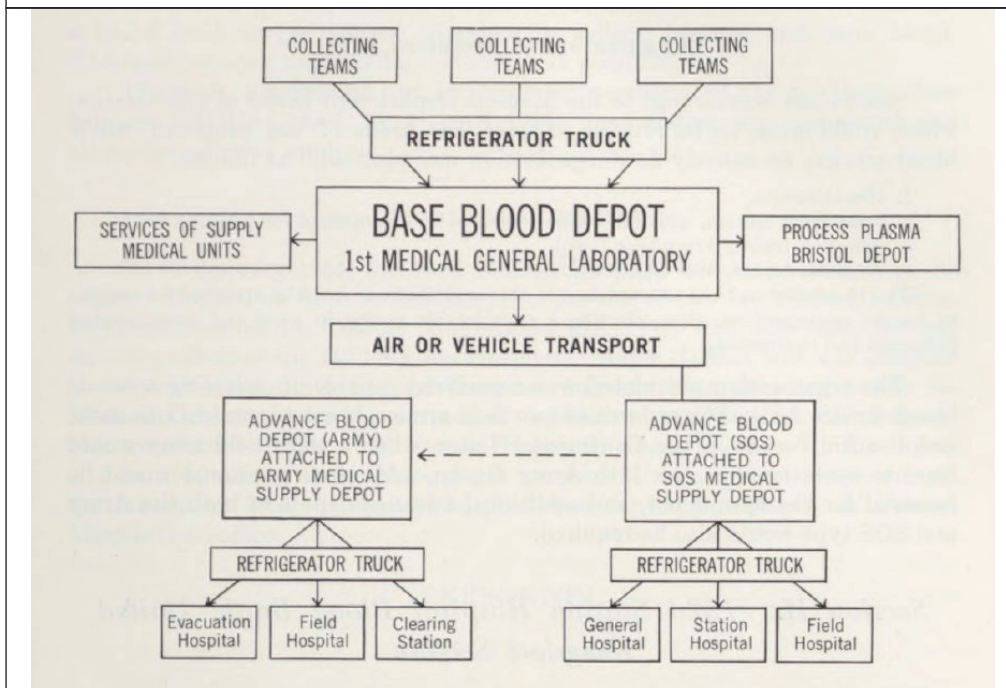 COLLECTING
TEAMS
COLLECTING
TEAMS
COLLECTING
TEAMS
REFRIGERATOR TRUCK
BASE BLOOD DEPOT
1st MEDICAL GENERAL LABORATORY
SERVICES OF SUPPLY
MEDICAL UNITS
PROCESS PLASMA
BRISTOL DEPOT
AIR OR VEHICLE TRANSPORT
ADVANCE BLOOD
DEPOT (ARMY)
ATTACHED TO
ARMY MEDICAL
SUPPLY DEPOT
ADVANCE BLOOD
DEPOT (SOS)
ATTACHED TO
SOS MEDICAL
SUPPLY DEPOT
REFRIGERATOR TRUCK
REFRIGERATOR TRUCK
Evacuation
Hospital
Field
Hospital
Clearing
Station
General
Hospital
Station
Hospital
Field
Hospital